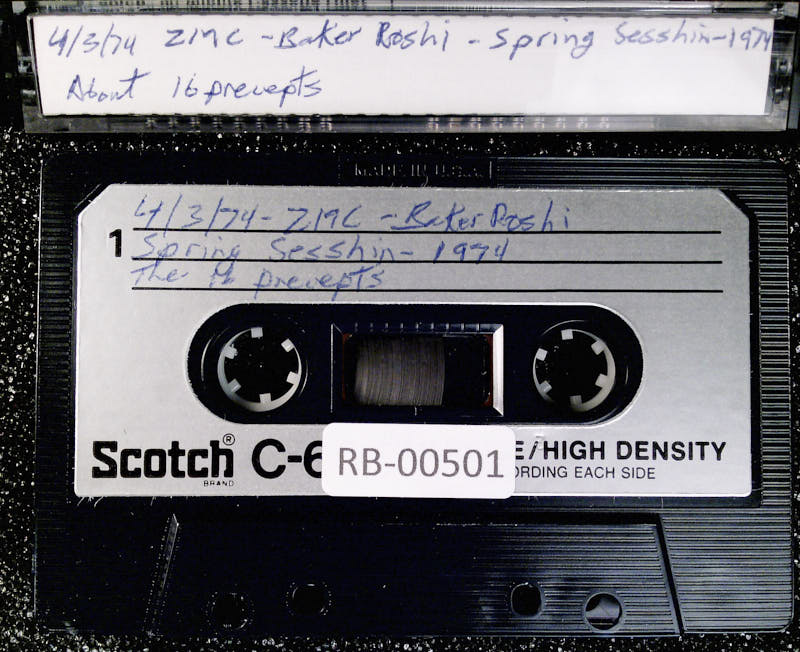 4/3/74 ZMC - Baker Roshi - Spring Sesshin - 1974
About 16 precepts
MADE IN U.S.A.
4/3/74 - ZMC - Baker Roshi
1 Spring Sesshin - 1974
The 16 precepts
Scotch® C-6 E/HIGH DENSITY
BRAND ORDING EACH SIDE
RB-00501